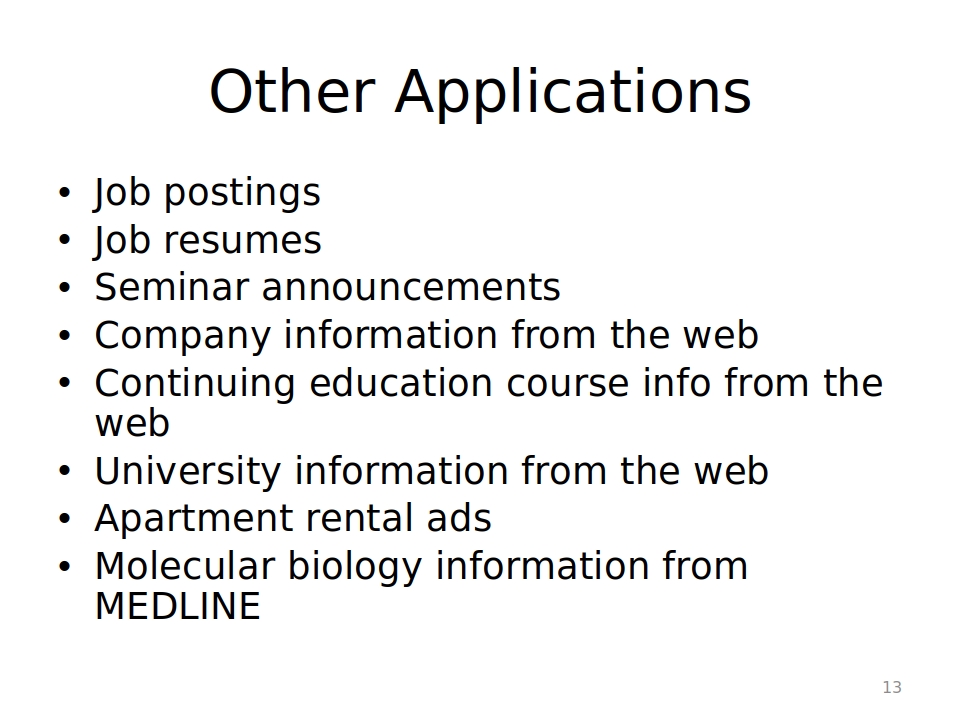 Other Applications
• Job postings
• Job resumes
• Seminar announcements
• Company information from the web
• Continuing education course info from the
web
• University information from the web
• Apartment rental ads
• Molecular biology information from
MEDLINE
13